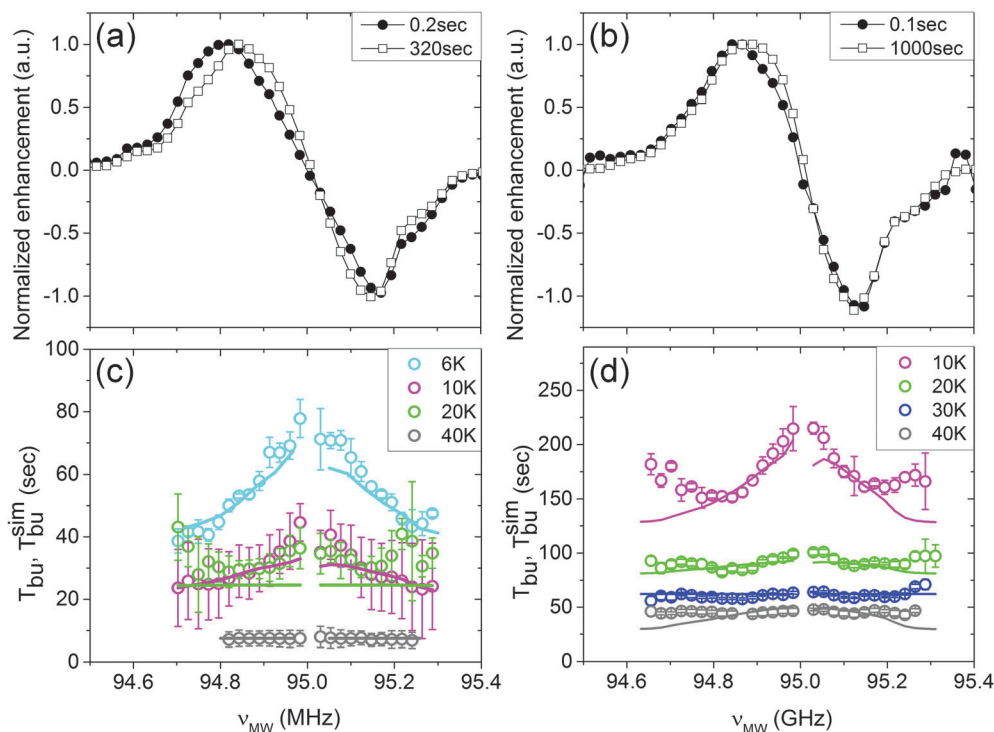 (a)
0.2sec
320sec
Normalized enhancement (a.u.)
1.0
0.5
0.0
-0.5
-1.0
(b)
0.1sec
1000sec
Normalized enhancement (a.u.)
1.0
0.5
0.0
-0.5
-1.0
(c)
6K
10K
20K
40K
T_bu, T_bu^sim (sec)
100
80
60
40
20
0
94.6 94.8 95.0 95.2 95.4
ν_MW (MHz)
(d)
10K
20K
30K
40K
T_bu, T_bu^sim (sec)
250
200
150
100
50
0
94.6 94.8 95.0 95.2 95.4
ν_MW (GHz)